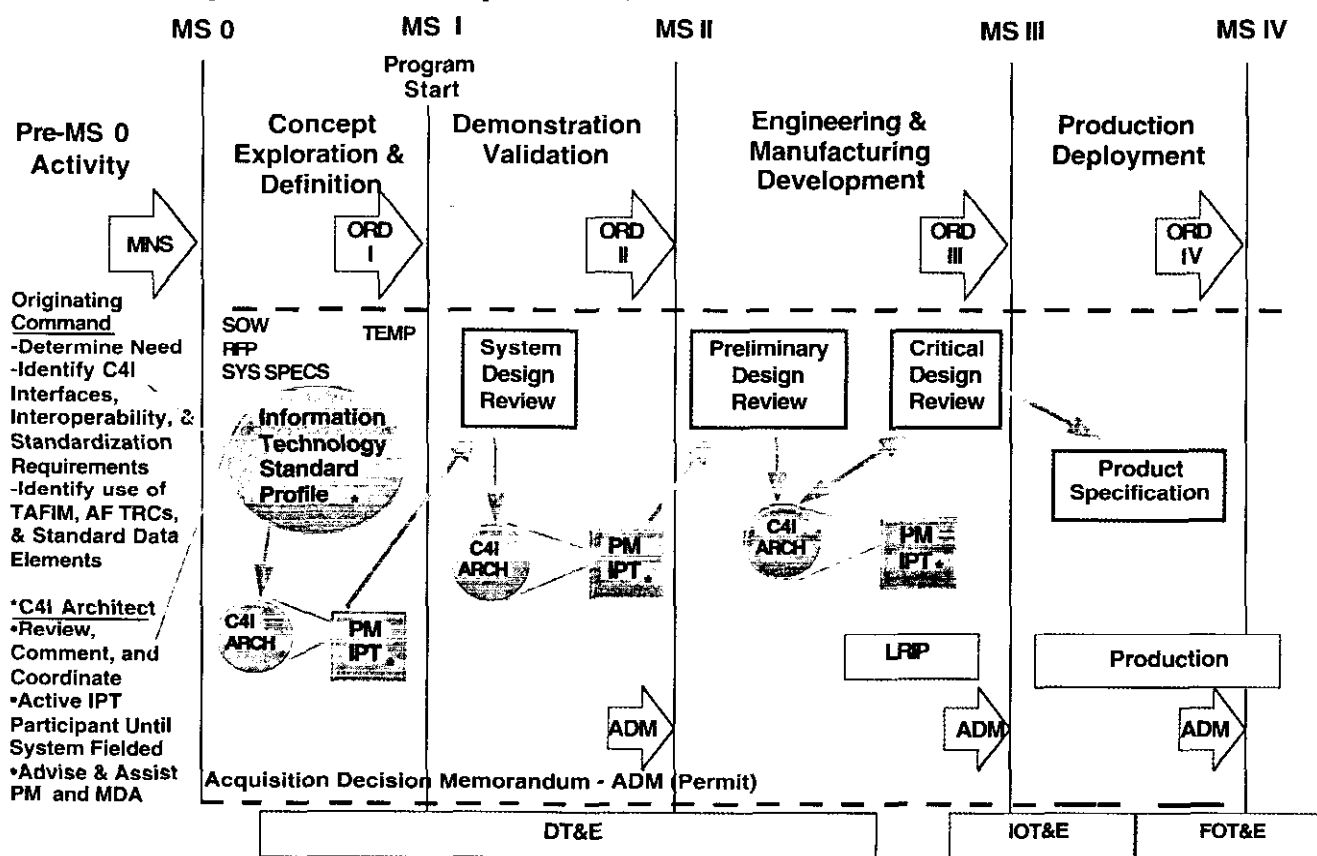 MS 0
MS I
MS II
MS III
MS IV
Program
Start
Pre-MS 0
Activity
Concept
Exploration &
Definition
Demonstration
Validation
Engineering &
Manufacturing
Development
Production
Deployment
MNS
ORD
I
ORD
II
ORD
III
ORD
IV
Originating
Command
-Determine Need
-Identify C4I
Interfaces,
Interoperability, &
Standardization
Requirements
-Identify use of
TAFIM, AF TRCs,
& Standard Data
Elements
*C4I Architect
•Review,
Comment, and
Coordinate
•Active IPT
Participant Until
System Fielded
•Advise & Assist
PM and MDA
SOW
RFP
SYS SPECS
TEMP
Information
Technology
Standard
Profile *
C4I
ARCH
PM
IPT *
System
Design
Review
C4I
ARCH
PM
IPT *
Preliminary
Design
Review
Critical
Design
Review
C4I
ARCH
PM
IPT *
Product
Specification
LRIP
Production
ADM
ADM
ADM
Acquisition Decision Memorandum - ADM (Permit)
DT&E
IOT&E
FOT&E